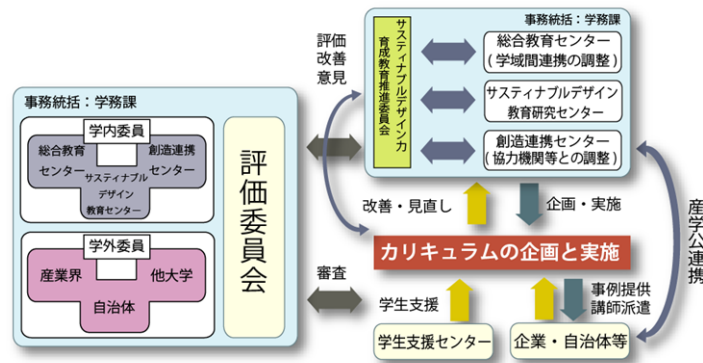 事務統括：学務課
学内委員
総合教育
センター
創造連携
センター
サスティナブル
デザイン
教育センター
学外委員
産業界
他大学
自治体
評価委員会
評価
改善
意見
審査
事務統括：学務課
サスティナブルデザイン力
育成教育推進委員会
総合教育センター
(学域間連携の調整)
サスティナブルデザイン
教育研究センター
創造連携センター
(協力機関等との調整)
改善・見直し
企画・実施
カリキュラムの企画と実施
学生支援
事例提供
講師派遣
学生支援センター
企業・自治体等
産学公連携